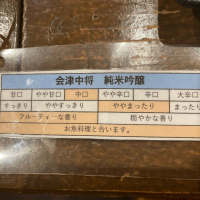 会津中将 純米吟醸
甘口 やや甘口 中口 やや辛口 辛口 大辛口
すっきり ややすっきり ややまったり まったり
フルーティーな香り 穏やかな香り
お魚料理と合います。